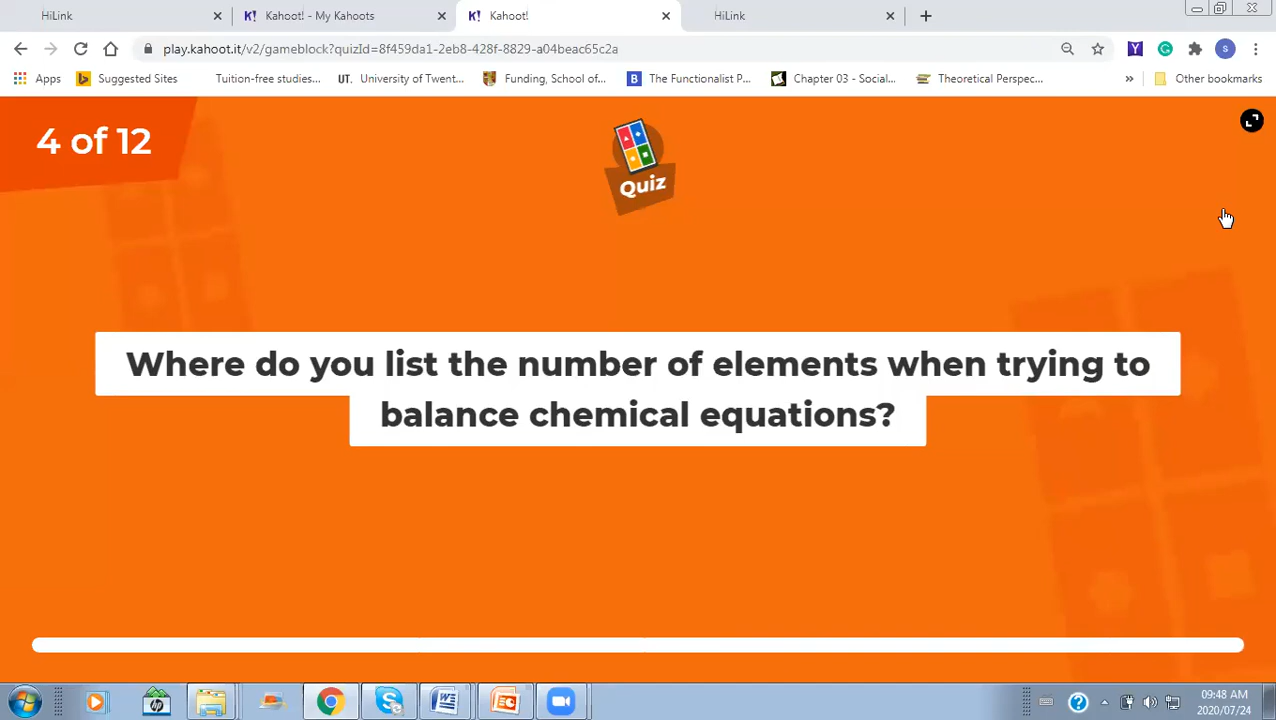 HiLink
Kahoot! - My Kahoots
Kahoot!
HiLink
play.kahoot.it/v2/gameblock?quizId=8f459da1-2eb8-428f-8829-a04beac65c2a
Apps
Suggested Sites
Tuition-free studies...
UT. University of Twent...
Funding, School of...
B The Functionalist P...
Chapter 03 - Social...
Theoretical Perspec...
Other bookmarks
4 of 12
Quiz
Where do you list the number of elements when trying to
balance chemical equations?
09:48 AM
2020/07/24